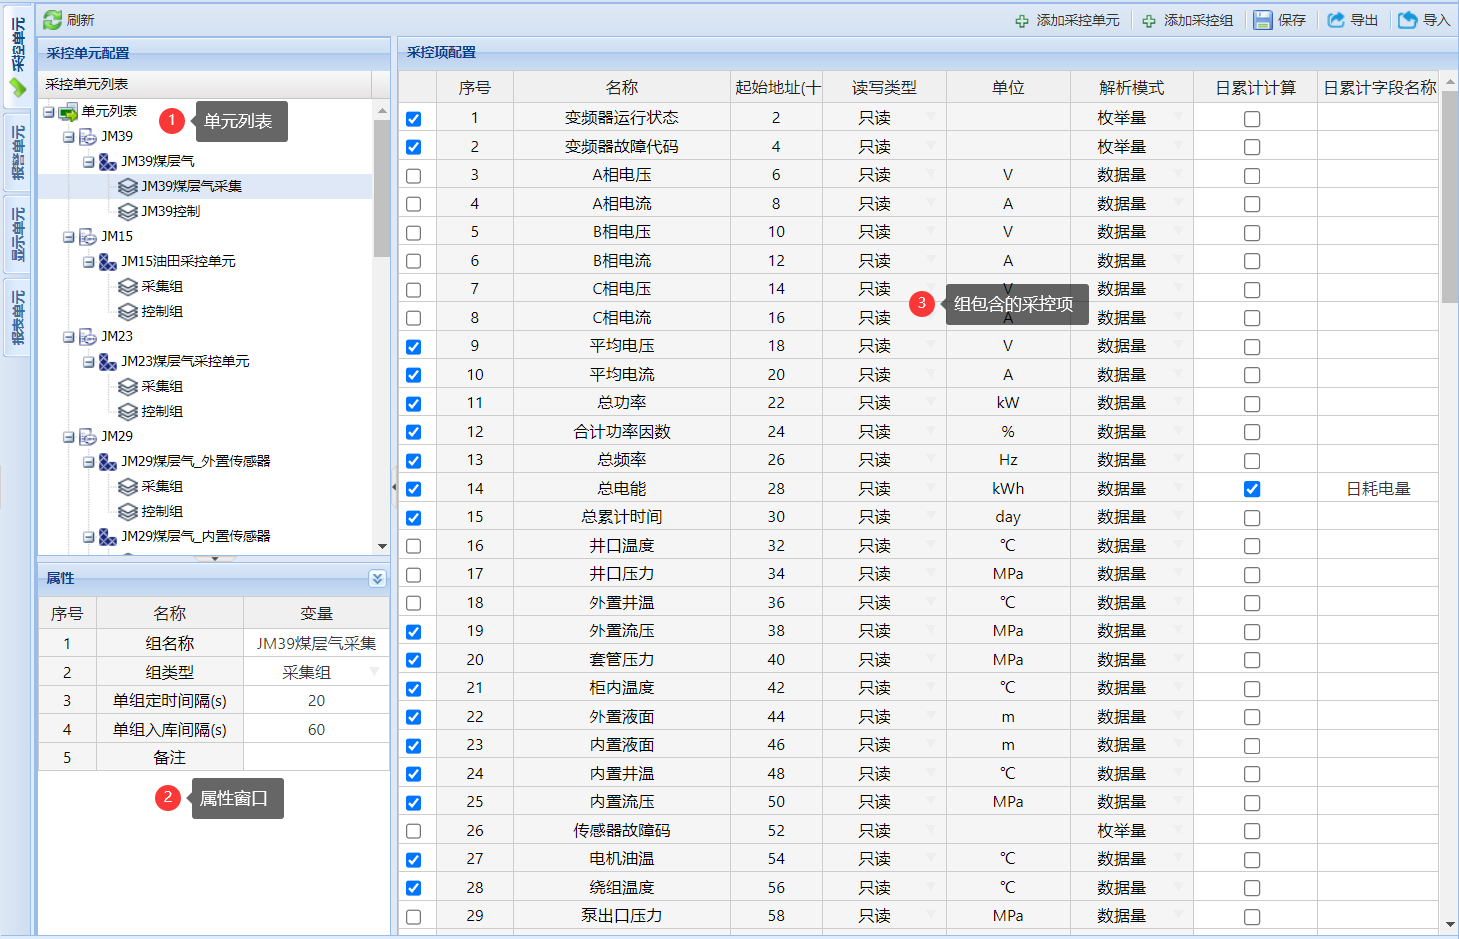 刷新
添加采控单元
添加采控组
保存
导出
导入
采控单元
报警单元
显示单元
报表单元
采控单元配置
采控单元列表
单元列表
1 单元列表
JM39
JM39煤层气
JM39煤层气采集
JM39控制
JM15
JM15油田采控单元
采集组
控制组
JM23
JM23煤层气采控单元
采集组
控制组
JM29
JM29煤层气_外置传感器
采集组
控制组
JM29煤层气_内置传感器
属性
序号 名称 变量
1 组名称 JM39煤层气采集
2 组类型 采集组
3 单组定时间隔(s) 20
4 单组入库间隔(s) 60
5 备注
2 属性窗口
采控项配置
序号 名称 起始地址(十 读写类型 单位 解析模式 日累计计算 日累计字段名称
1 变频器运行状态 2 只读 枚举量
2 变频器故障代码 4 只读 枚举量
3 A相电压 6 只读 V 数据量
4 A相电流 8 只读 A 数据量
5 B相电压 10 只读 V 数据量
6 B相电流 12 只读 A 数据量
7 C相电压 14 只读 V 数据量
3 组包含的采控项
8 C相电流 16 只读 A 数据量
9 平均电压 18 只读 V 数据量
10 平均电流 20 只读 A 数据量
11 总功率 22 只读 kW 数据量
12 合计功率因数 24 只读 % 数据量
13 总频率 26 只读 Hz 数据量
14 总电能 28 只读 kWh 数据量 日耗电量
15 总累计时间 30 只读 day 数据量
16 井口温度 32 只读 ℃ 数据量
17 井口压力 34 只读 MPa 数据量
18 外置井温 36 只读 ℃ 数据量
19 外置流压 38 只读 MPa 数据量
20 套管压力 40 只读 MPa 数据量
21 柜内温度 42 只读 ℃ 数据量
22 外置液面 44 只读 m 数据量
23 内置液面 46 只读 m 数据量
24 内置井温 48 只读 ℃ 数据量
25 内置流压 50 只读 MPa 数据量
26 传感器故障码 52 只读 枚举量
27 电机油温 54 只读 ℃ 数据量
28 绕组温度 56 只读 ℃ 数据量
29 泵出口压力 58 只读 MPa 数据量